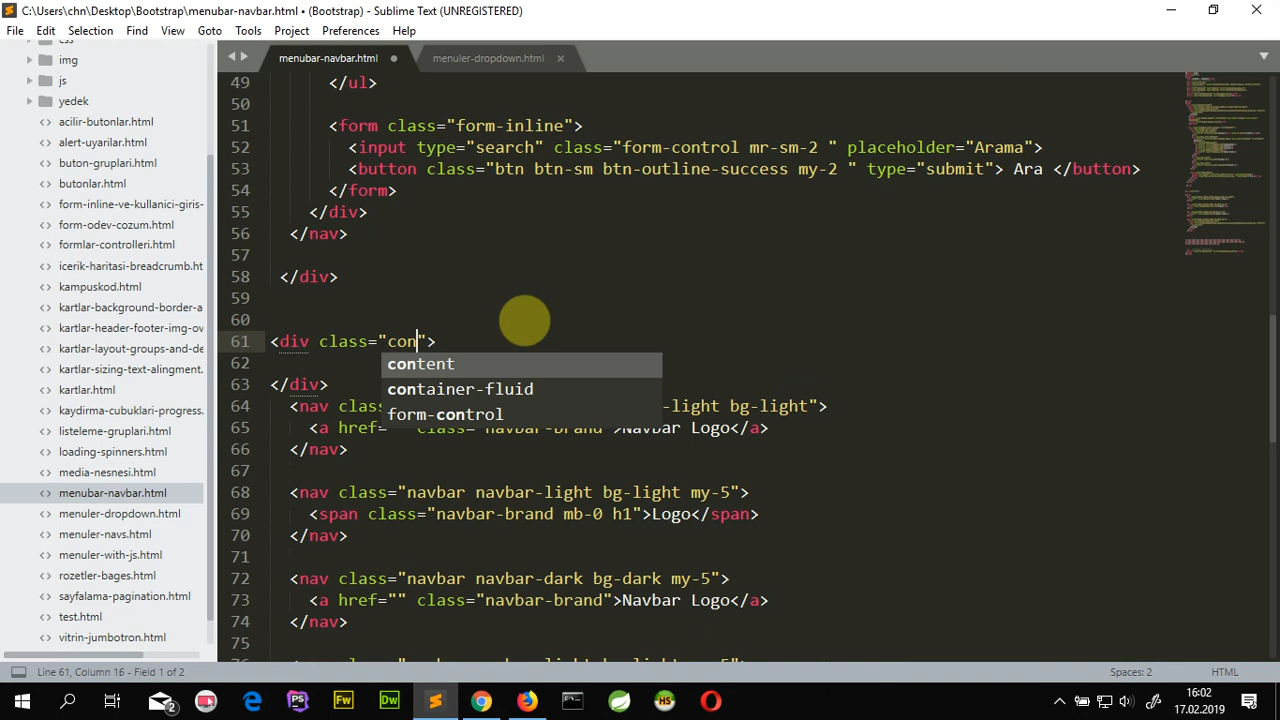 C:\Users\chn\Desktop\Bootstrap\menubar-navbar.html • (Bootstrap) - Sublime Text (UNREGISTERED)
File Edit Selection Find View Goto Tools Project Preferences Help
menubar-navbar.html
menuler-dropdown.html
css
img
js
yedek
acilir-butonlar.html
alert-uyarilar.html
buton-gruplari.html
butonlar.html
form-inline-ve-kullanici-giris-
form-odev-cozum.html
formlar-controlleri.html
icerik-haritasi-breadcrumb.ht
kampuskod.html
kartlar-background-border-a
kartlar-header-footer-img-ov
kartlar-layout-groups-and-de
kartlar-sizing-text-alingment.
kartlar.html
kaydirma-cubuklari-progress.
listeleme-gruplari.html
loading-spinners.html
media-nesnesi.html
menubar-navbar.html
menuler-dropdown.html
menuler-navs.html
menuler-with-js.html
rozetler-bages.html
sayfalama-pagination.html
test.html
vitrin-jumbotron.html
49 </ul>
50
51 <form class="form-inline">
52 <input type="search" class="form-control mr-sm-2 " placeholder="Arama">
53 <button class="btn btn-sm btn-outline-success my-2 " type="submit"> Ara </button>
54 </form>
55 </div>
56 </nav>
57
58 </div>
59
60
61 <div class="con">
62
content
container-fluid
form-control
63 </div>
64 <nav clas -light bg-light">
65 <a href= class="navbar-brand">Navbar Logo</a>
66 </nav>
67
68 <nav class="navbar navbar-light bg-light my-5">
69 <span class="navbar-brand mb-0 h1">Logo</span>
70 </nav>
71
72 <nav class="navbar navbar-dark bg-dark my-5">
73 <a href="" class="navbar-brand">Navbar Logo</a>
74 </nav>
75
Line 61, Column 16 - Field 1 of 2
Spaces: 2
HTML
2
PS
Fw
Dw
HS
16:02
17.02.2019